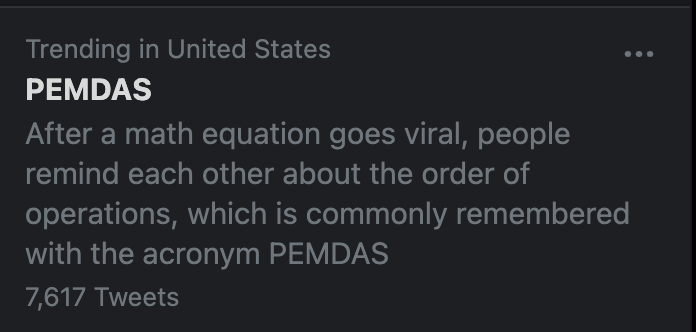 Trending in United States
PEMDAS
After a math equation goes viral, people
remind each other about the order of
operations, which is commonly remembered
with the acronym PEMDAS
7,617 Tweets